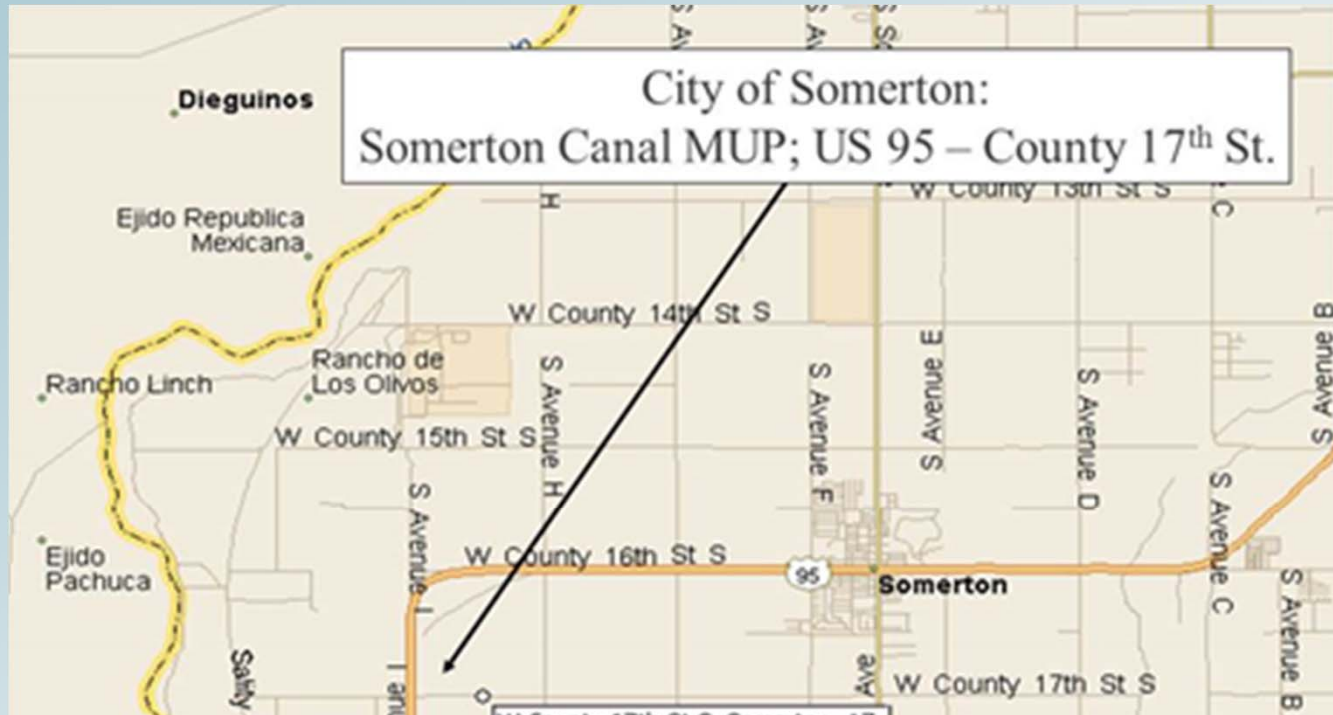 City of Somerton:
Somerton Canal MUP; US 95 – County 17th St.
Dieguinos
W County 13th St S
H
C
Ejido Republica
Mexicana
W County 14th St S
Rancho de
Los Olivos
Rancho Linch
S Avenue H
S Avenue F
S Avenue E
S Avenue D
S Avenue B
W County 15th St S
S Avenue I
S Avenue C
W County 16th St S
95
Somerton
Ejido
Pachuca
S Avenue B
Sality
Ave
W County 17th St S